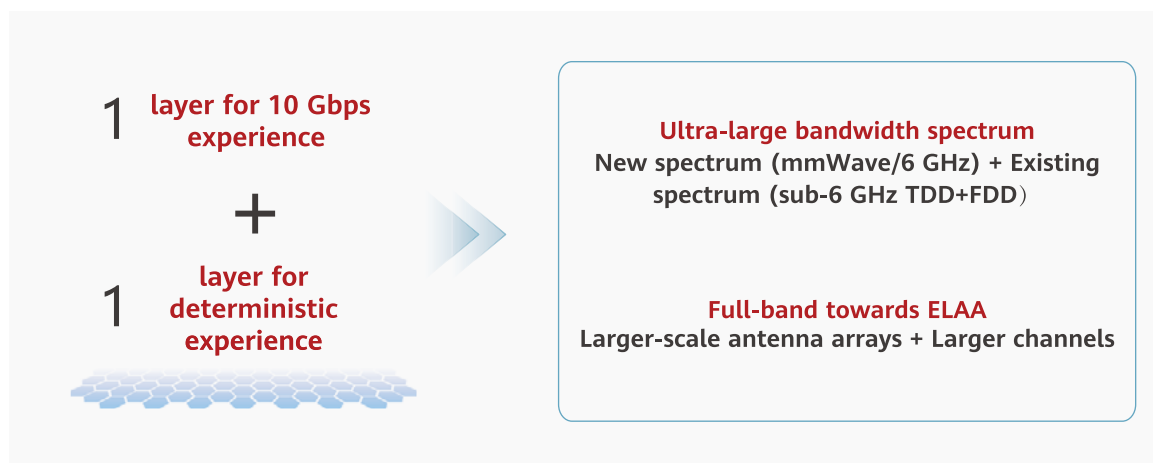 1
layer for 10 Gbps
experience
+
1
layer for
deterministic
experience
Ultra-large bandwidth spectrum
New spectrum (mmWave/6 GHz) + Existing
spectrum (sub-6 GHz TDD+FDD）
Full-band towards ELAA
Larger-scale antenna arrays + Larger channels